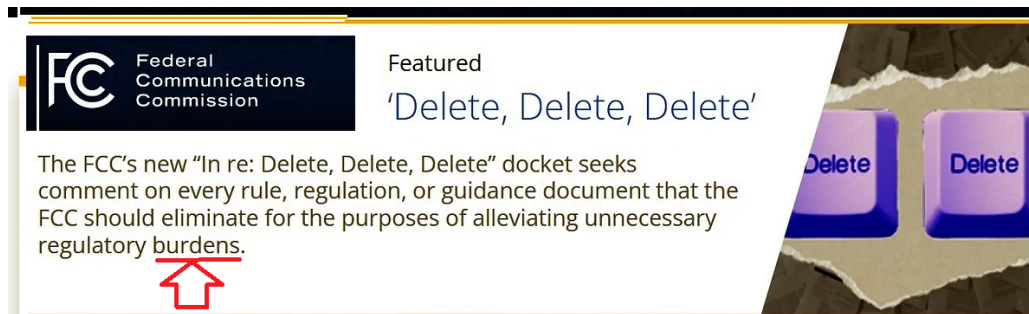 FCC
Federal
Communications
Commission
Featured
‘Delete, Delete, Delete’
The FCC’s new “In re: Delete, Delete, Delete” docket seeks
comment on every rule, regulation, or guidance document that the
FCC should eliminate for the purposes of alleviating unnecessary
regulatory burdens.
Delete
Delete